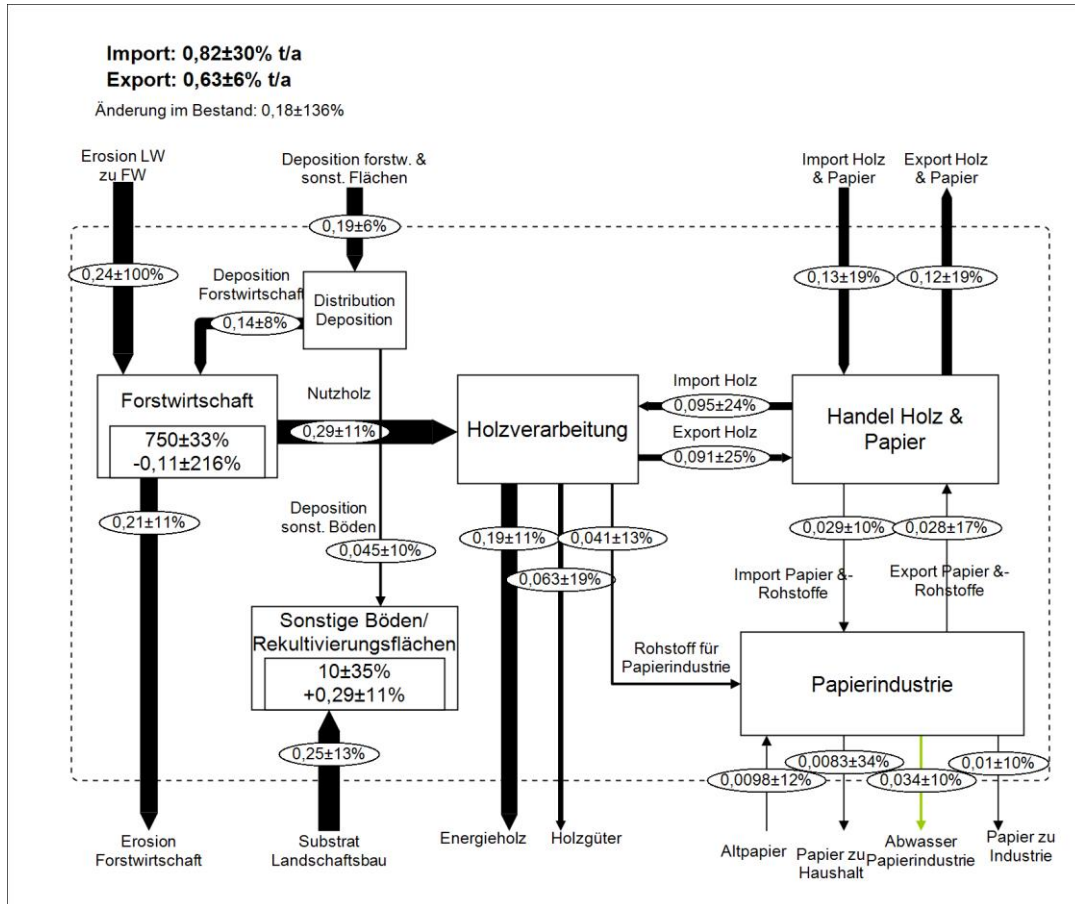 Import: 0,82±30% t/a
Export: 0,63±6% t/a
Änderung im Bestand: 0,18±136%
Erosion LW
zu FW
Deposition forstw. &
sonst. Flächen
Import Holz
& Papier
Export Holz
& Papier
0,19±6%
0,24±100%
Deposition
Forstwirtschaft
0,14±8%
Distribution
Deposition
0,13±19%
0,12±19%
Forstwirtschaft
750±33%
-0,11±216%
Nutzholz
0,29±11%
Holzverarbeitung
Import Holz
0,095±24%
Export Holz
0,091±25%
Handel Holz &
Papier
0,21±11%
Deposition
sonst. Böden
0,045±10%
0,19±11%
0,041±13%
0,063±19%
0,029±10%
0,028±17%
Import Papier &-
Rohstoffe
Export Papier &-
Rohstoffe
Sonstige Böden/
Rekultivierungsflächen
10±35%
+0,29±11%
Rohstoff für
Papierindustrie
Papierindustrie
0,25±13%
0,0098±12%
0,0083±34%
0,034±10%
0,01±10%
Erosion
Forstwirtschaft
Substrat
Landschaftsbau
Energieholz
Holzgüter
Altpapier
Papier zu
Haushalt
Abwasser
Papierindustrie
Papier zu
Industrie